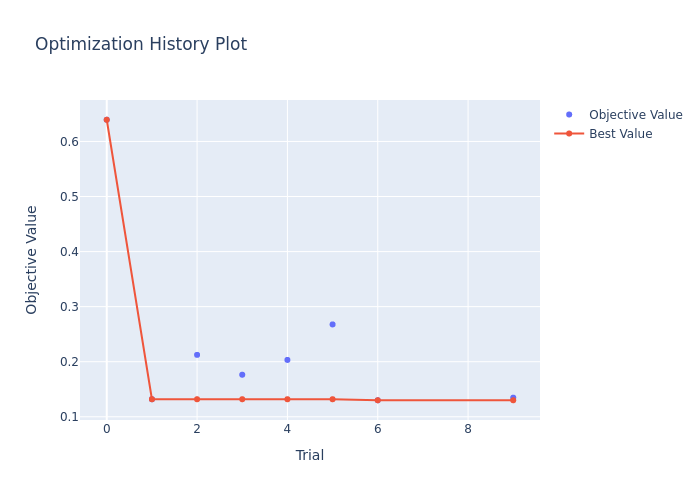 Optimization History Plot
Objective Value
Best Value
0.6
0.5
0.4
0.3
0.2
0.1
Objective Value
0
2
4
6
8
Trial